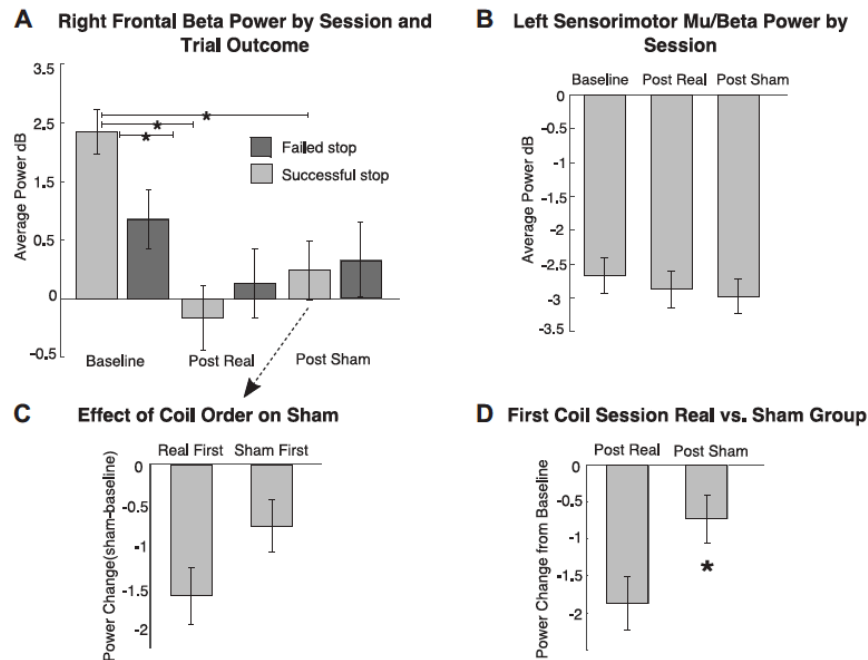 A Right Frontal Beta Power by Session and
Trial Outcome
3.5
2.5
1.5
0.5
0
-0.5
Average Power dB
*
*
*
Failed stop
Successful stop
Baseline Post Real Post Sham
B Left Sensorimotor Mu/Beta Power by
Session
Baseline Post Real Post Sham
0
-0.5
-1
-1.5
-2
-2.5
-3
-3.5
Average Power dB
C Effect of Coil Order on Sham
Real First Sham First
0
-0.5
-1
-1.5
-2
Power Change(sham-baseline)
D First Coil Session Real vs. Sham Group
Post Real Post Sham
0
-0.5
-1
-1.5
-2
Power Change from Baseline
*